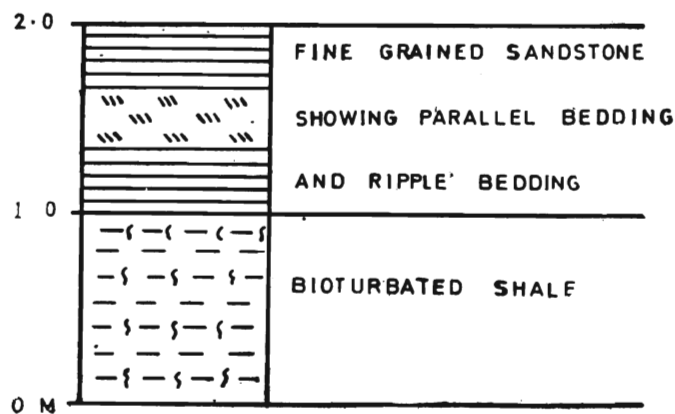 2.0
FINE GRAINED SANDSTONE
SHOWING PARALLEL BEDDING
AND RIPPLE' BEDDING
1 0
BIOTURBATED SHALE
0 M